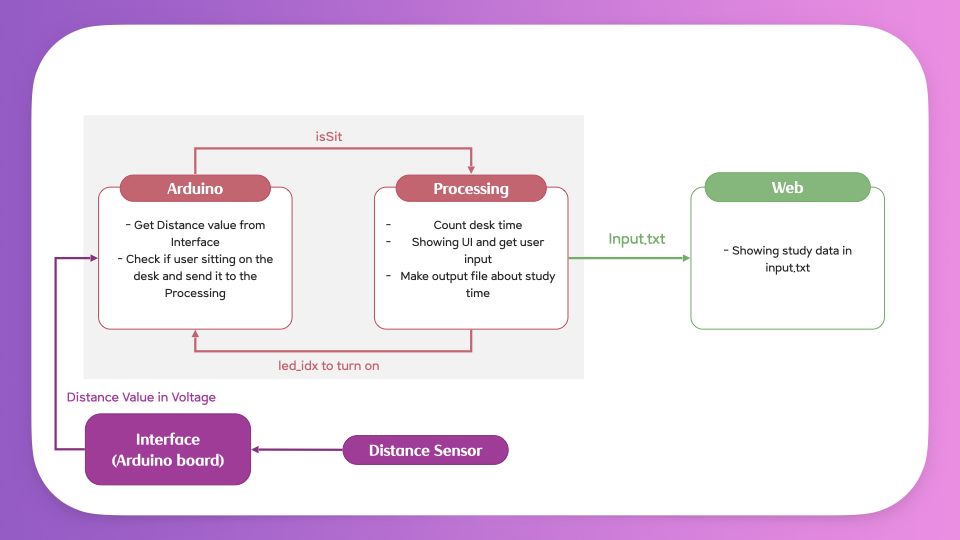 isSit
Arduino
- Get Distance value from
Interface
- Check if user sitting on the
desk and send it to the
Processing
Processing
- Count desk time
- Showing UI and get user
input
- Make output file about study
time
Input.txt
Web
- Showing study data in
input.txt
led_idx to turn on
Distance Value in Voltage
Interface
(Arduino board)
Distance Sensor